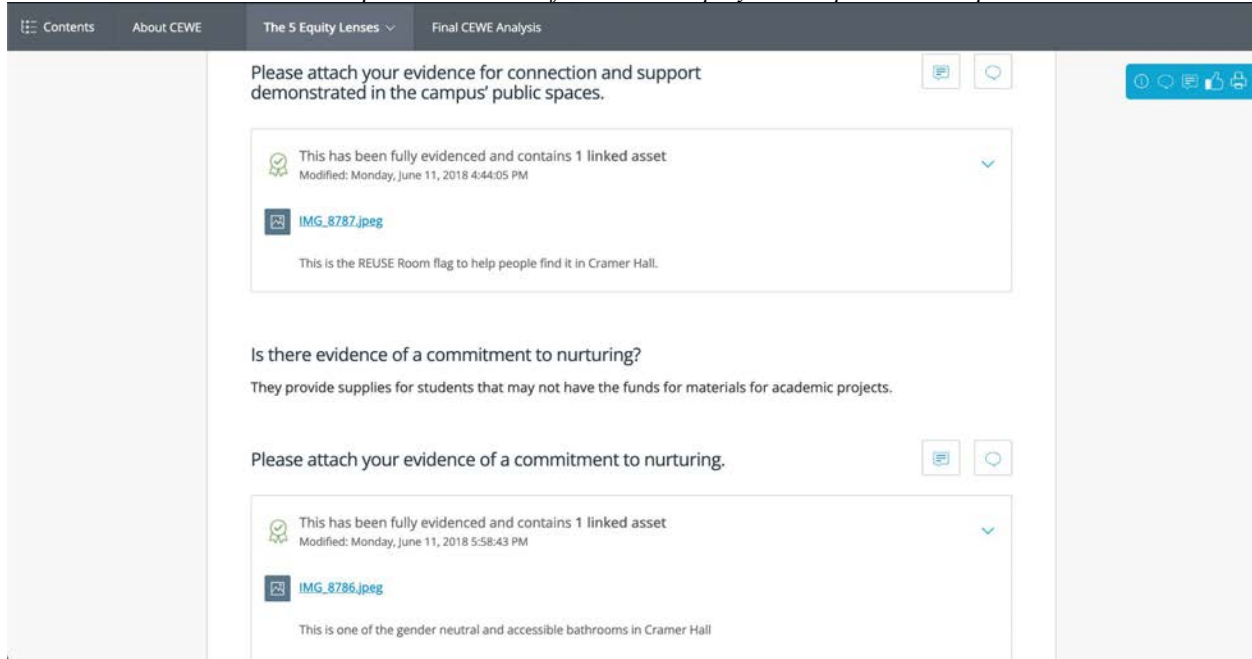 Contents About CEWE The 5 Equity Lenses Final CEWE Analysis
Please attach your evidence for connection and support
demonstrated in the campus' public spaces.
This has been fully evidenced and contains 1 linked asset
Modified: Monday, June 11, 2018 4:44:05 PM
IMG_8787.jpeg
This is the REUSE Room flag to help people find it in Cramer Hall.
Is there evidence of a commitment to nurturing?
They provide supplies for students that may not have the funds for materials for academic projects.
Please attach your evidence of a commitment to nurturing.
This has been fully evidenced and contains 1 linked asset
Modified: Monday, June 11, 2018 5:58:43 PM
IMG_8786.jpeg
This is one of the gender neutral and accessible bathrooms in Cramer Hall